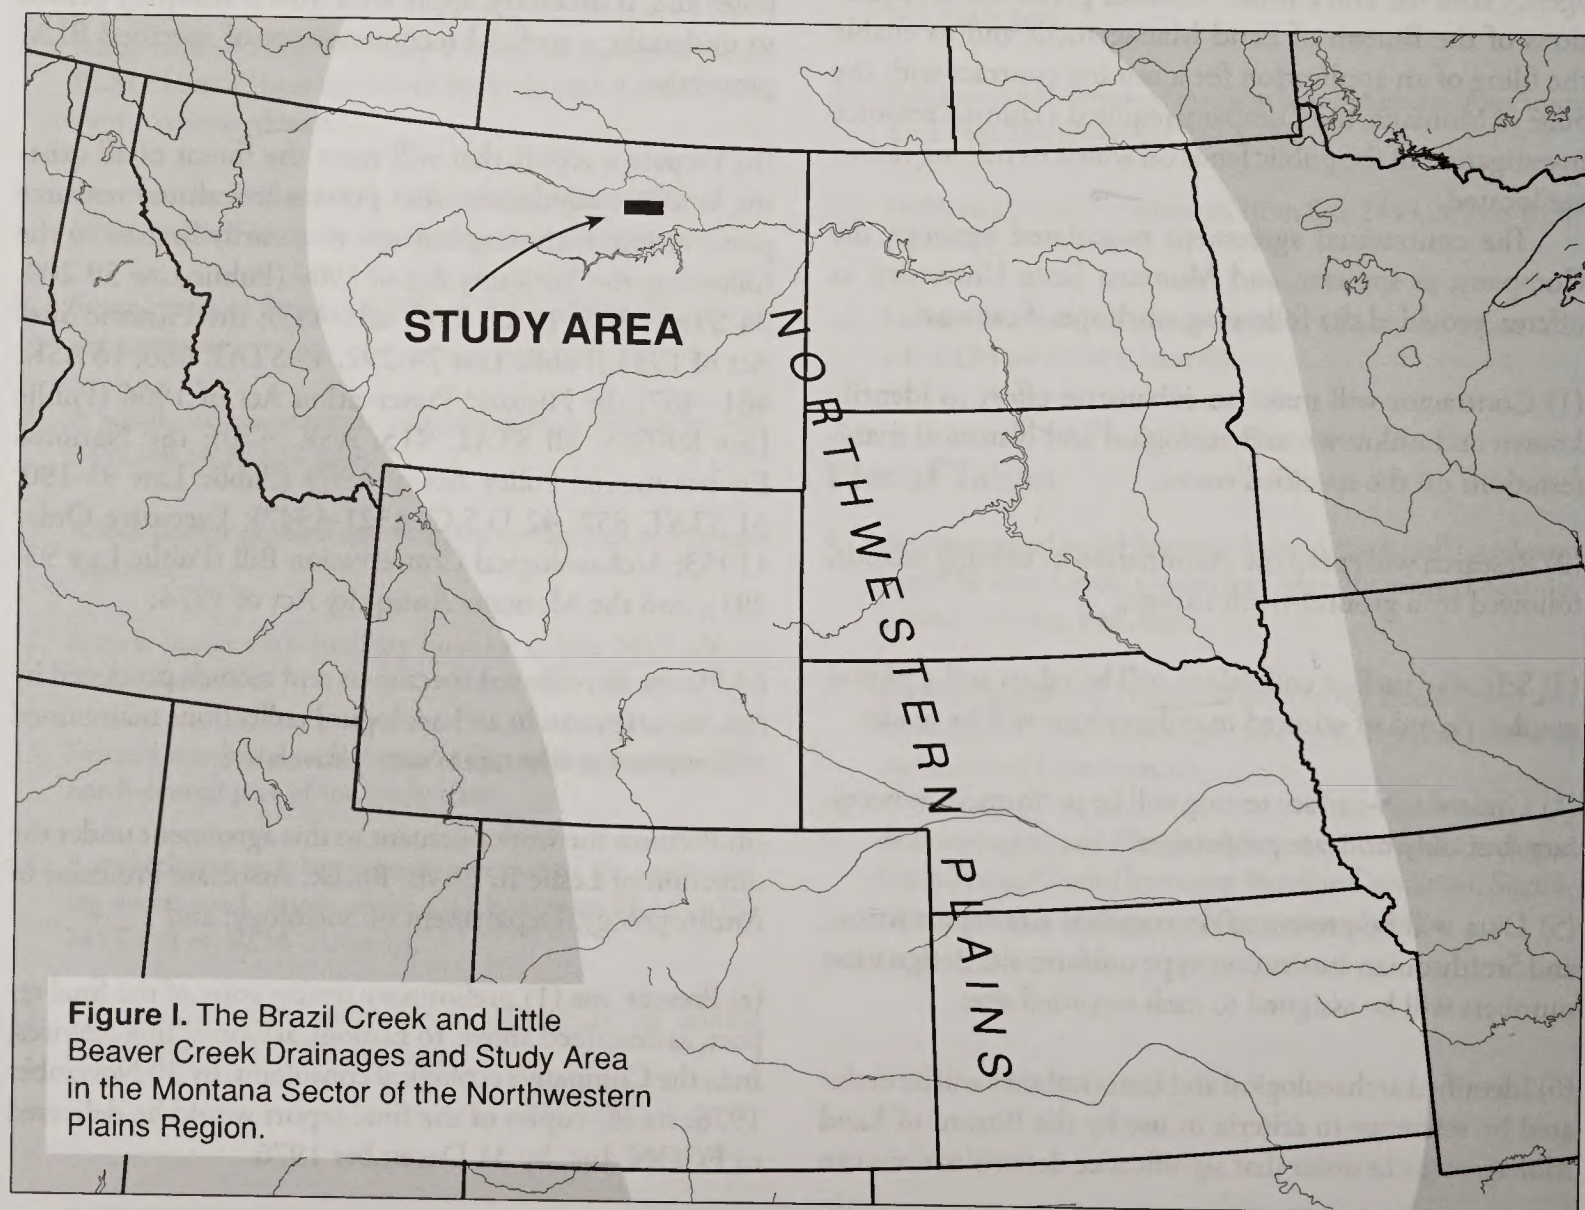 STUDY AREA
NORTHWESTERN PLAINS
Figure I. The Brazil Creek and Little
Beaver Creek Drainages and Study Area
in the Montana Sector of the Northwestern
Plains Region.